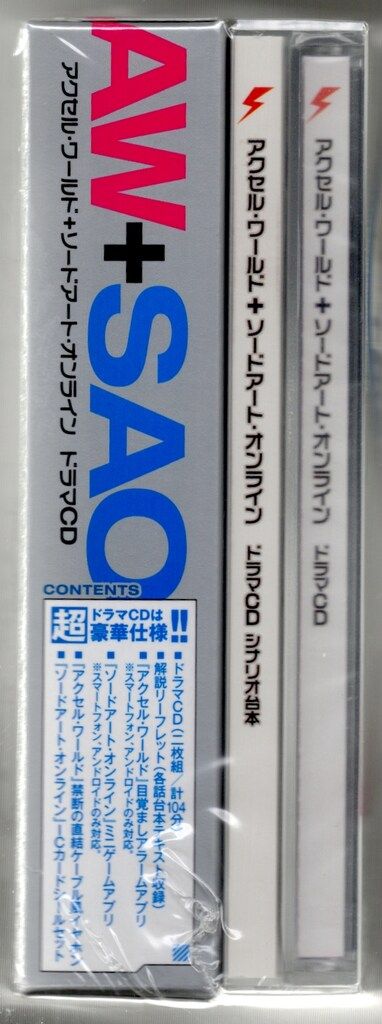 AW+SAO
アクセル・ワールド+ソードアート・オンライン ドラマCD
CONTENTS
超
ドラマCDは
豪華仕様!!
■ドラマCD(二枚組/計104分)
■解説リーフレット(各話台本テキスト収録)
■『アクセル・ワールド』目覚ましアラームアプリ
※スマートフォン、アンドロイドのみ対応。
■『ソードアート・オンライン』ミニゲームアプリ
※スマートフォン、アンドロイドのみ対応。
■『アクセル・ワールド』禁断の直結ケーブル風イヤホン
■『ソードアート・オンライン』ICカードシールセット
アクセル・ワールド+ソードアート・オンライン ドラマCD シナリオ台本
アクセル・ワールド+ソードアート・オンライン ドラマCD